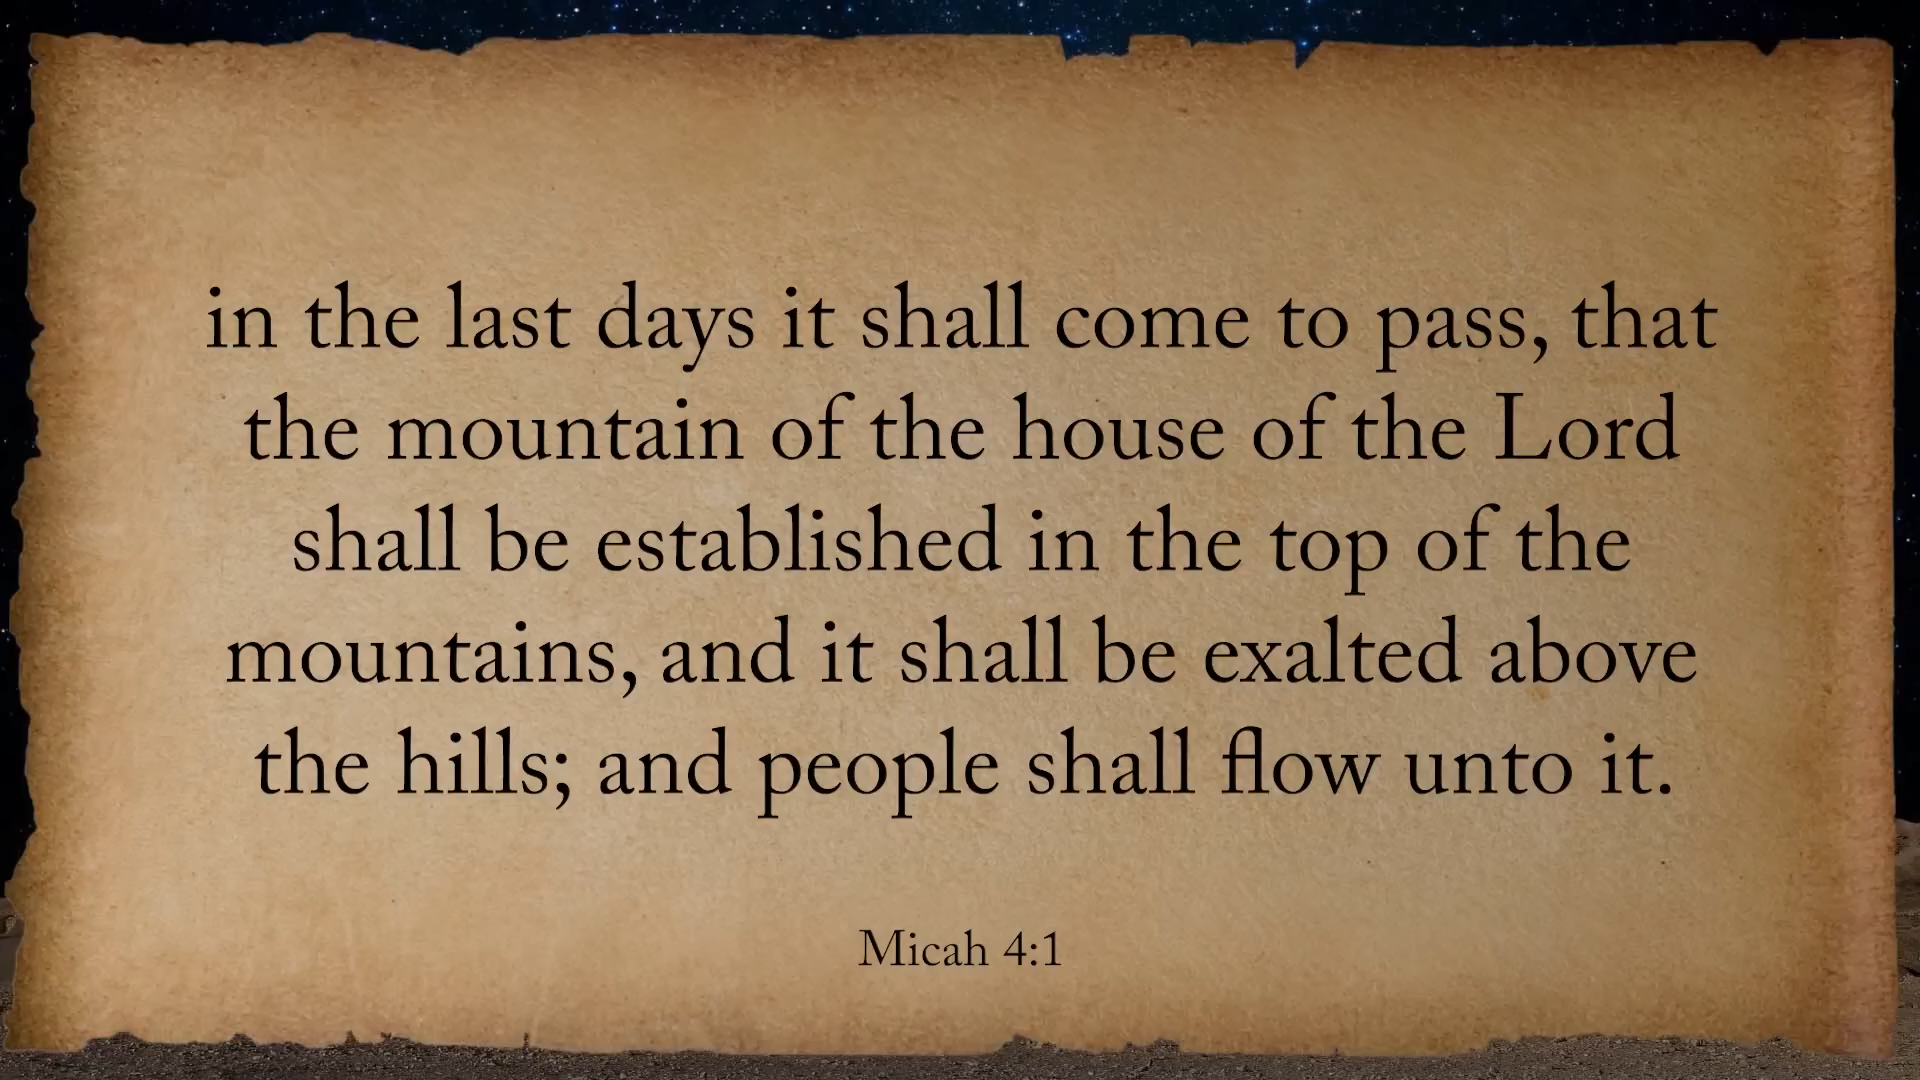 in the last days it shall come to pass, that
the mountain of the house of the Lord
shall be established in the top of the
mountains, and it shall be exalted above
the hills; and people shall flow unto it.
Micah 4:1